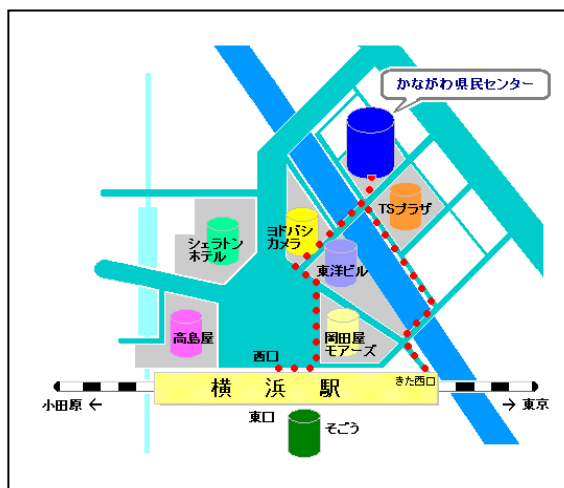 かながわ県民センター
TSプラザ
ヨドバシ
カメラ
シェラトン
ホテル
東洋ビル
高島屋
岡田屋
モアーズ
西口
横浜駅
きた西口
小田原 ←
→ 東京
東口
そごう